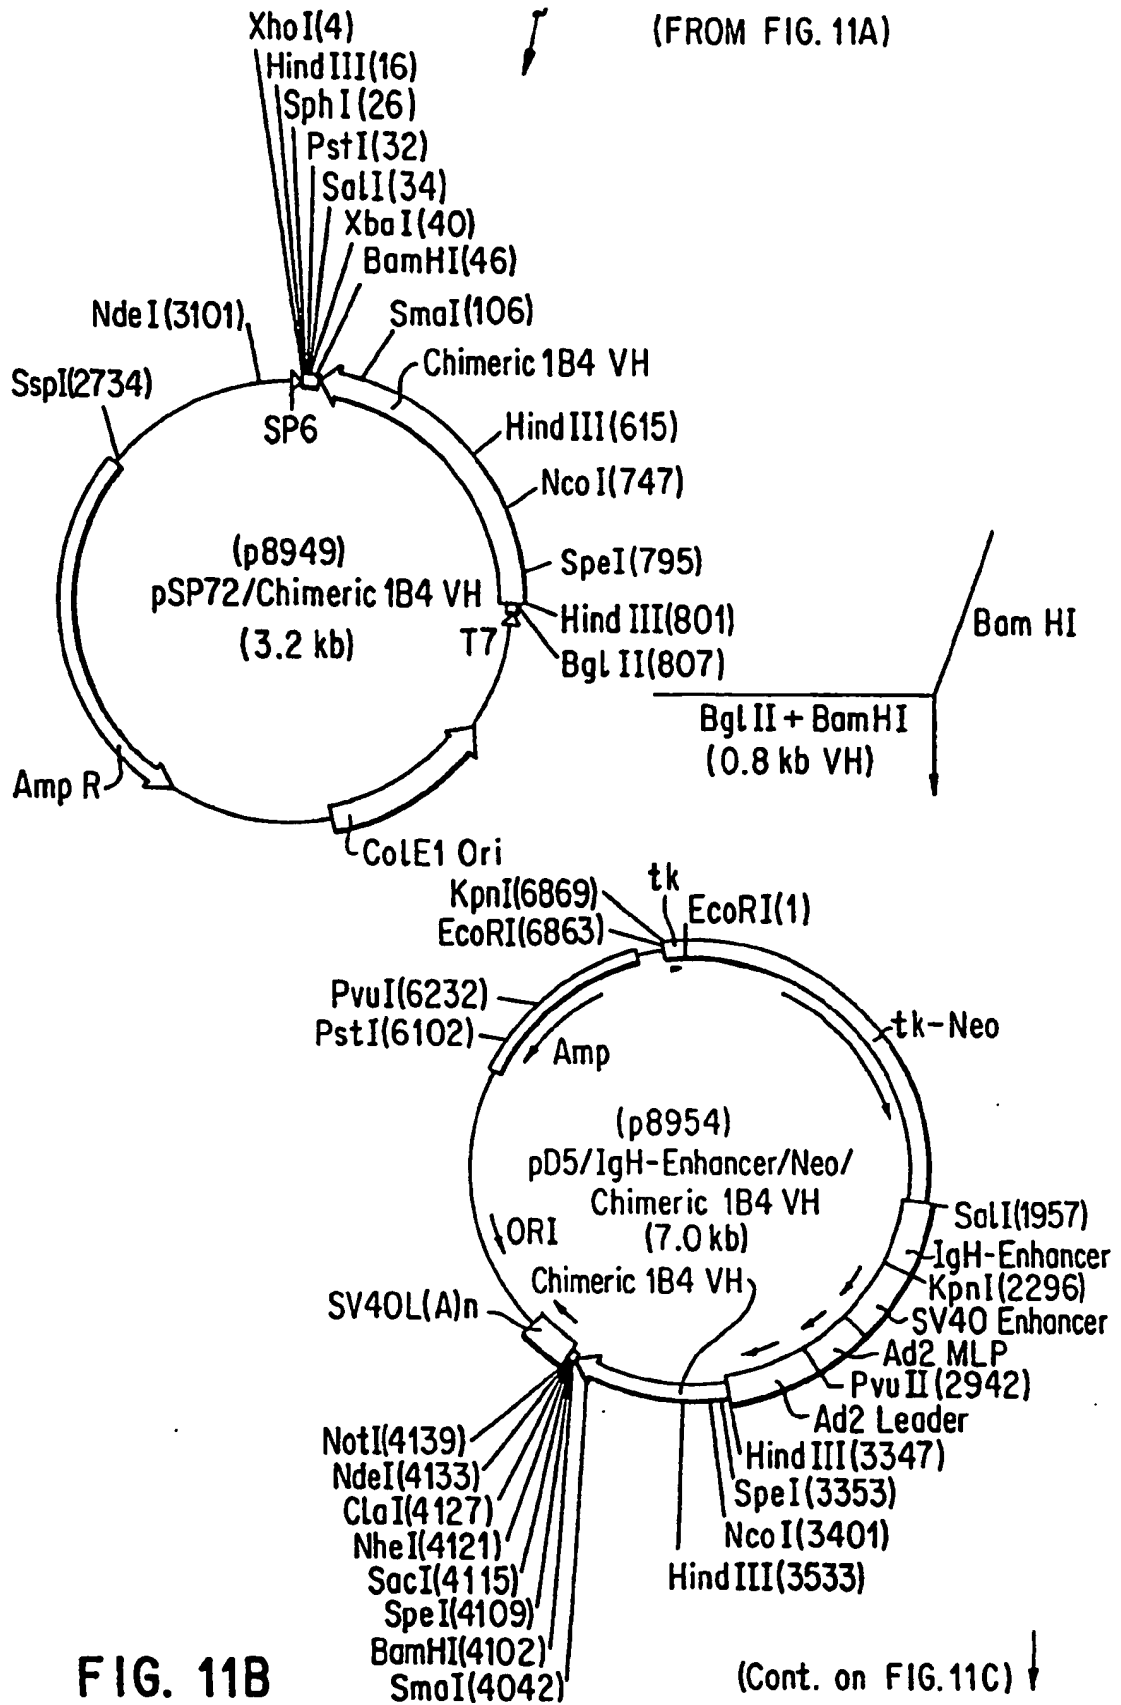 (FROM FIG. 11A)
XhoI(4)
HindIII(16)
SphI(26)
PstI(32)
SalI(34)
XbaI(40)
BamHI(46)
NdeI(3101)
SmaI(106)
Chimeric 1B4 VH
SspI(2734)
SP6
HindIII(615)
NcoI(747)
(p8949)
pSP72/Chimeric 1B4 VH
(3.2 kb)
SpeI(795)
T7
Hind III(801)
Bgl II(807)
Bam HI
Bgl II + BamHI
(0.8 kb VH)
Amp R
ColE1 Ori
KpnI(6869)
tk
EcoRI(1)
EcoRI(6863)
PvuI(6232)
PstI(6102)
Amp
tk-Neo
(p8954)
pD5/IgH-Enhancer/Neo/
Chimeric 1B4 VH
(7.0 kb)
ORI
Chimeric 1B4 VH
SV40L(A)n
SalI(1957)
IgH-Enhancer
KpnI(2296)
SV40 Enhancer
Ad2 MLP
PvuII(2942)
Ad2 Leader
HindIII(3347)
SpeI(3353)
NcoI(3401)
HindIII(3533)
NotI(4139)
NdeI(4133)
ClaI(4127)
NheI(4121)
SacI(4115)
SpeI(4109)
BamHI(4102)
SmaI(4042)
FIG. 11B
(Cont. on FIG.11C)